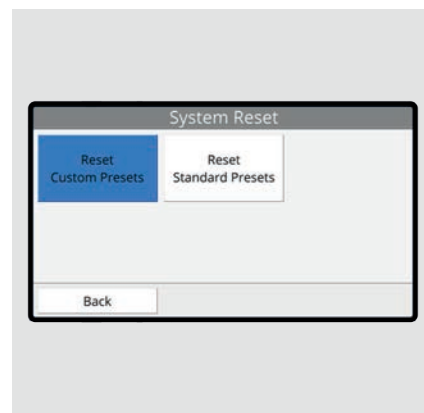 System Reset
Reset
Custom Presets
Reset
Standard Presets
Back